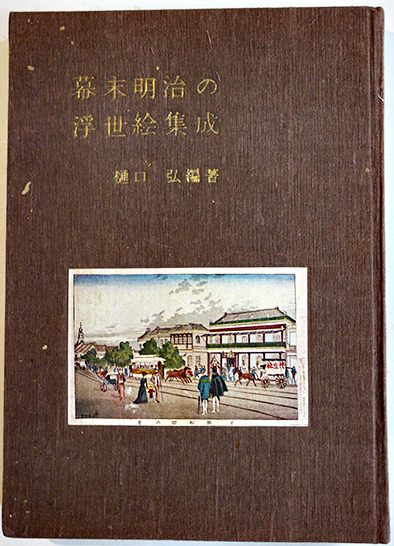 幕末明治の
浮世絵集成
樋口 弘編著